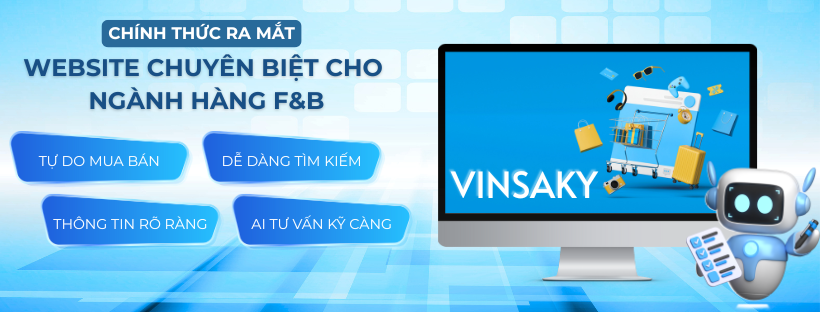 CHÍNH THỨC RA MẮT
WEBSITE CHUYÊN BIỆT CHO
NGÀNH HÀNG F&B
TỰ DO MUA BÁN
DỄ DÀNG TÌM KIẾM
THÔNG TIN RÕ RÀNG
AI TƯ VẤN KỸ CÀNG
VINSAKY